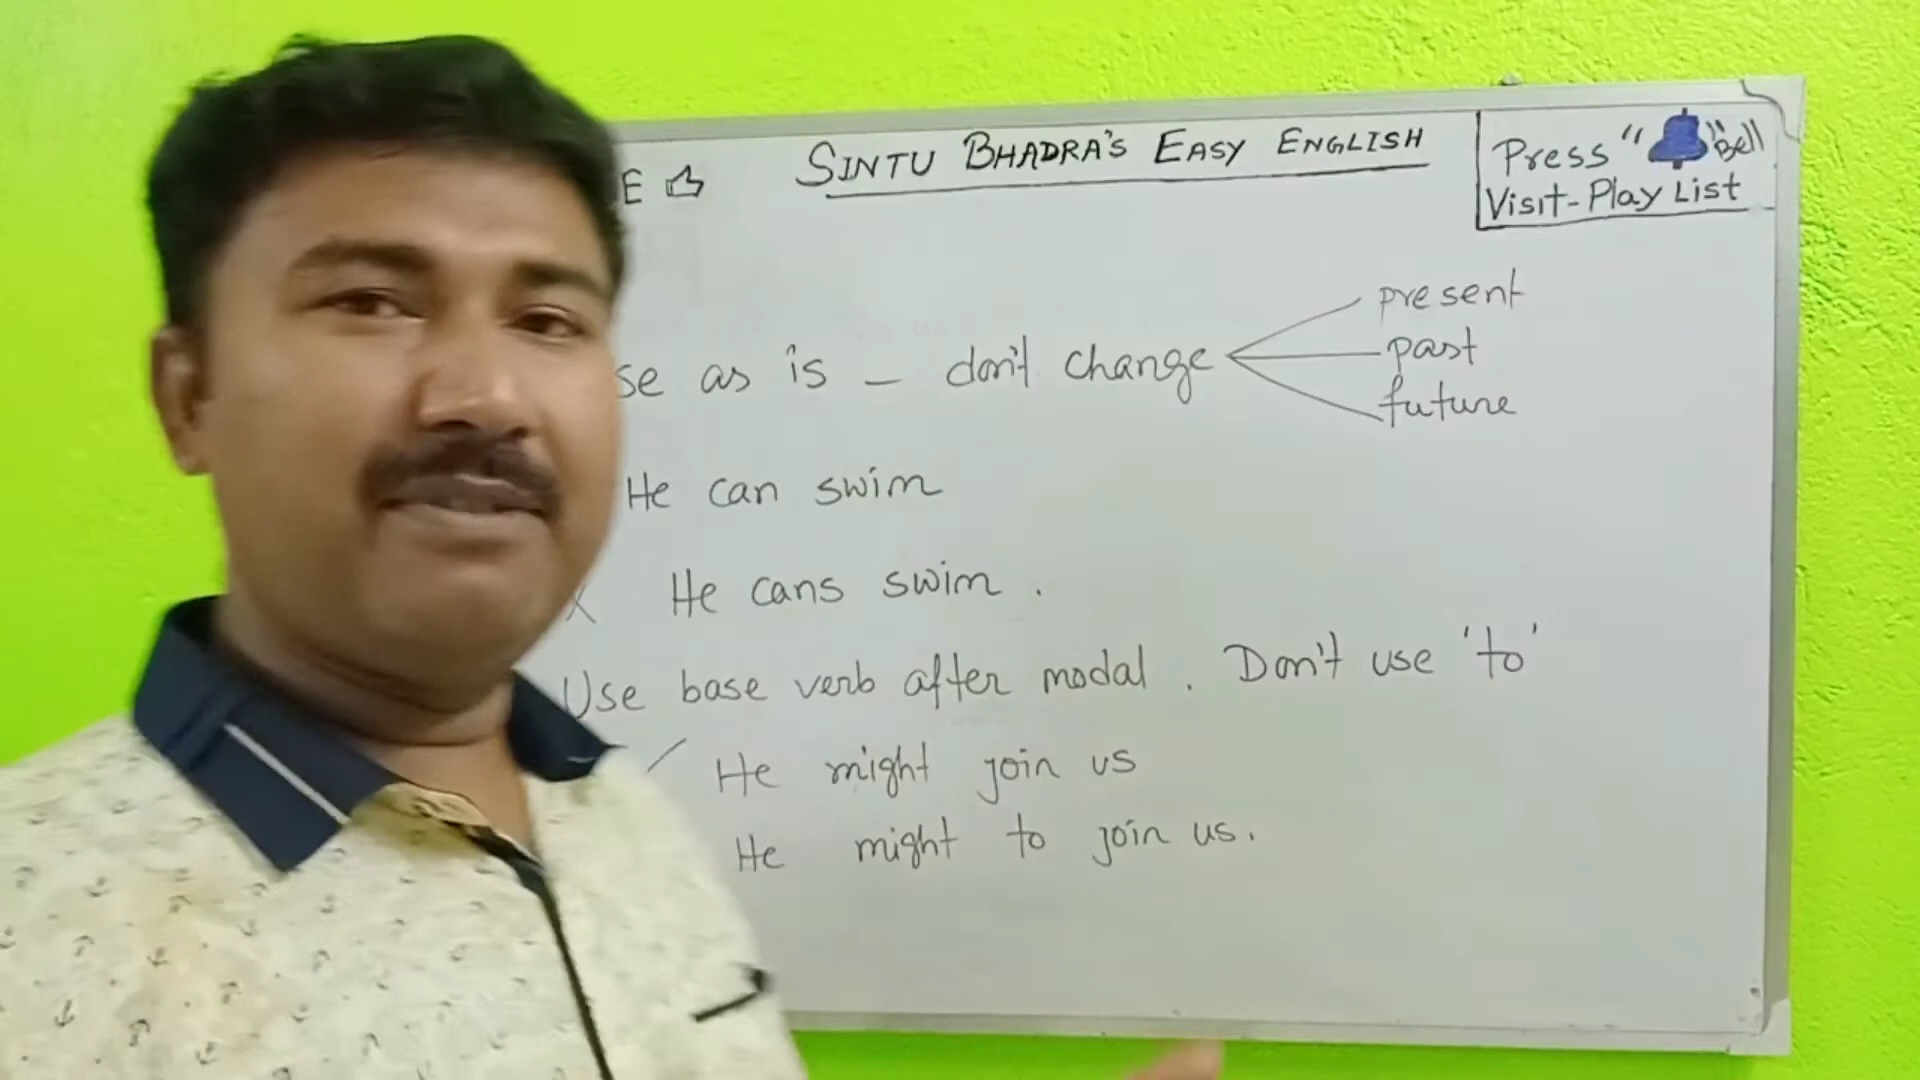 SINTU BHADRA'S EASY ENGLISH
Press "🔔" Bell
Visit-Play List
as is – don't change
present
past
future
He can swim
X He cans swim.
Use base verb after modal. Don't use 'to'
✓ He might join us
He might to join us.